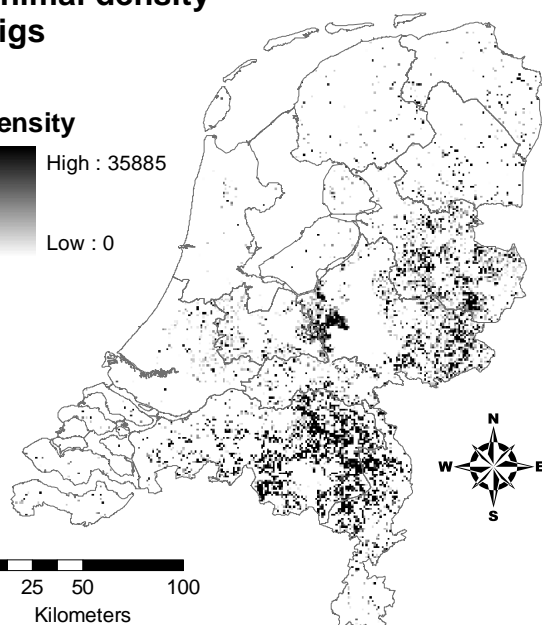 nimal density
igs
ensity
High : 35885
Low : 0
N
W E
S
25 50 100
Kilometers